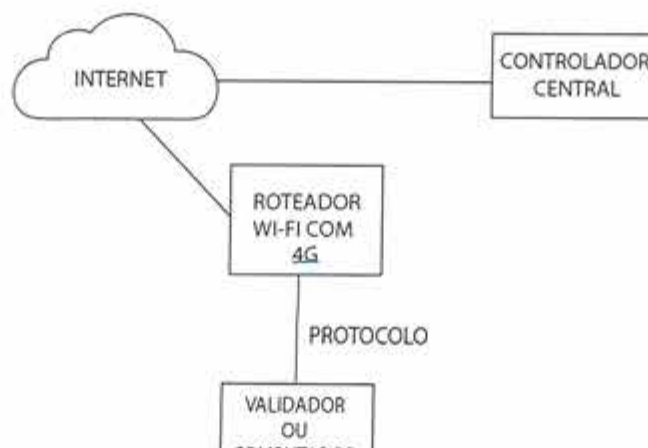 INTERNET
CONTROLADOR
CENTRAL
ROTEADOR
WI-FI COM
4G
PROTOCOLO
VALIDADOR
OU